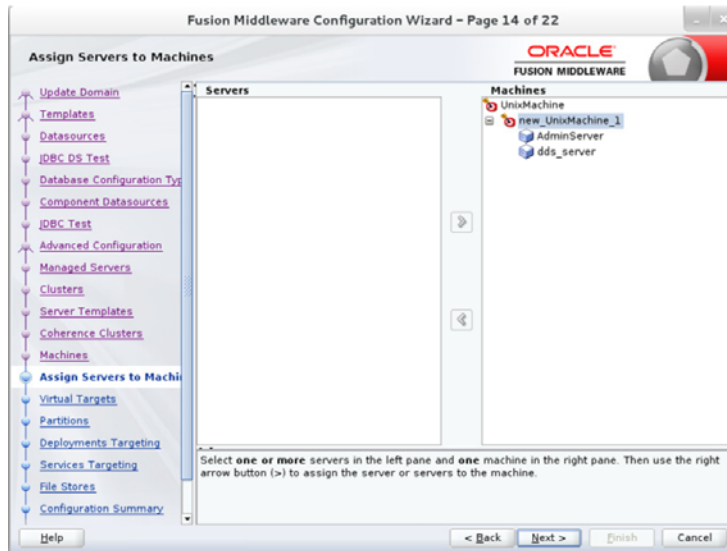 Fusion Middleware Configuration Wizard - Page 14 of 22
Assign Servers to Machines
ORACLE
FUSION MIDDLEWARE
Update Domain
Templates
Datasources
JDBC DS Test
Database Configuration Typ
Component Datasources
JDBC Test
Advanced Configuration
Managed Servers
Clusters
Server Templates
Coherence Clusters
Machines
Assign Servers to Machi
Virtual Targets
Partitions
Deployments Targeting
Services Targeting
File Stores
Configuration Summary
Servers
Machines
UnixMachine
new_UnixMachine_1
AdminServer
dds_server
Select one or more servers in the left pane and one machine in the right pane. Then use the right
arrow button (>) to assign the server or servers to the machine.
Help
< Back
Next >
Finish
Cancel